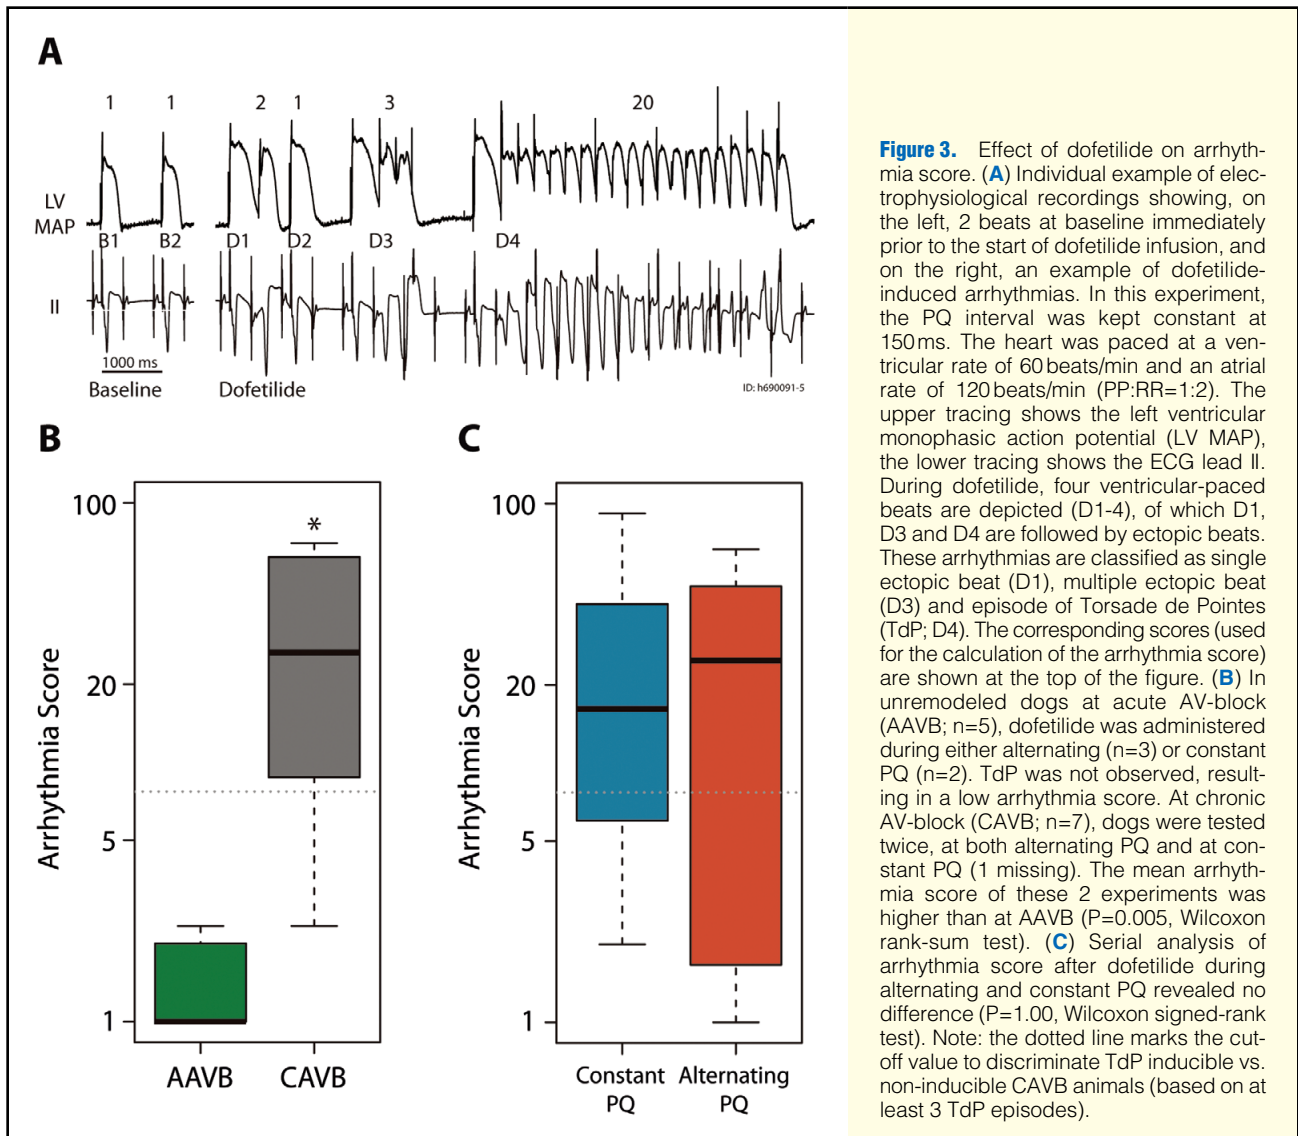 A
1 1 2 1 3 20
LV
MAP
B1 B2 D1 D2 D3 D4
II
1000 ms
Baseline Dofetilide
ID: h690091-5
B
Arrhythmia Score
100
20
5
1
*
AAVB CAVB
C
Arrhythmia Score
100
20
5
1
Constant Alternating
PQ PQ
Figure 3. Effect of dofetilide on arrhyth-
mia score. (A) Individual example of elec-
trophysiological recordings showing, on
the left, 2 beats at baseline immediately
prior to the start of dofetilide infusion, and
on the right, an example of dofetilide-
induced arrhythmias. In this experiment,
the PQ interval was kept constant at
150 ms. The heart was paced at a ven-
tricular rate of 60 beats/min and an atrial
rate of 120 beats/min (PP:RR=1:2). The
upper tracing shows the left ventricular
monophasic action potential (LV MAP),
the lower tracing shows the ECG lead II.
During dofetilide, four ventricular-paced
beats are depicted (D1-4), of which D1,
D3 and D4 are followed by ectopic beats.
These arrhythmias are classified as single
ectopic beat (D1), multiple ectopic beat
(D3) and episode of Torsade de Pointes
(TdP; D4). The corresponding scores (used
for the calculation of the arrhythmia score)
are shown at the top of the figure. (B) In
unremodeled dogs at acute AV-block
(AAVB; n=5), dofetilide was administered
during either alternating (n=3) or constant
PQ (n=2). TdP was not observed, result-
ing in a low arrhythmia score. At chronic
AV-block (CAVB; n=7), dogs were tested
twice, at both alternating PQ and at con-
stant PQ (1 missing). The mean arrhyth-
mia score of these 2 experiments was
higher than at AAVB (P=0.005, Wilcoxon
rank-sum test). (C) Serial analysis of
arrhythmia score after dofetilide during
alternating and constant PQ revealed no
difference (P=1.00, Wilcoxon signed-rank
test). Note: the dotted line marks the cut-
off value to discriminate TdP inducible vs.
non-inducible CAVB animals (based on at
least 3 TdP episodes).